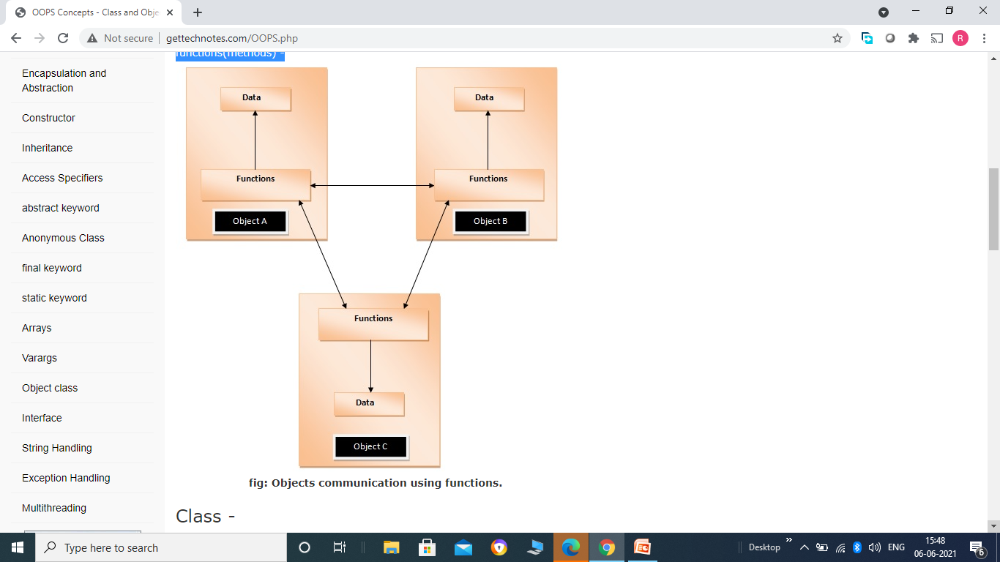 OOPS Concepts - Class and Obje
Not secure
gettechnotes.com/OOPS.php
R
functions(methods) -
Encapsulation and
Abstraction
Constructor
Inheritance
Access Specifiers
abstract keyword
Anonymous Class
final keyword
static keyword
Arrays
Varargs
Object class
Interface
String Handling
Exception Handling
Multithreading
Data
Functions
Object A
Data
Functions
Object B
Functions
Data
Object C
fig: Objects communication using functions.
Class -
Type here to search
Desktop
ENG
15:48
06-06-2021
6